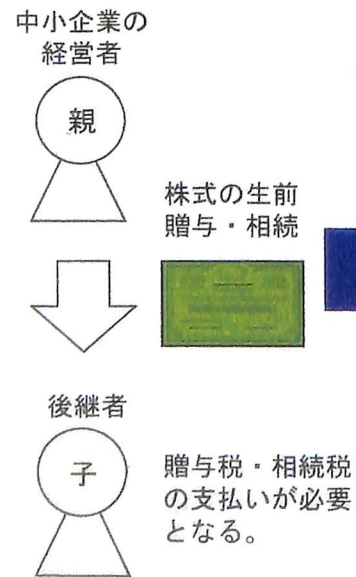 中小企業の
経営者
親
株式の生前
贈与・相続
後継者
子
贈与税・相続税
の支払いが必要
となる。